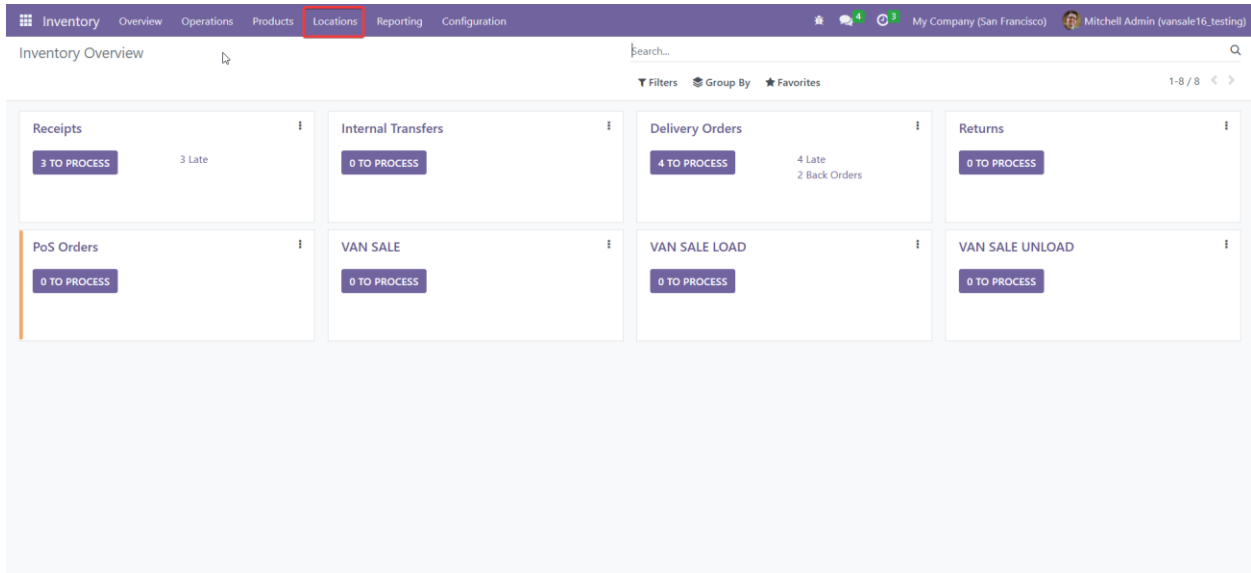 Inventory Overview Operations Products Locations Reporting Configuration 4 3 My Company (San Francisco) Mitchell Admin (vansale16_testing)
Inventory Overview Search...
Filters Group By Favorites 1-8 / 8
Receipts Internal Transfers Delivery Orders Returns
3 TO PROCESS 3 Late 0 TO PROCESS 4 TO PROCESS 4 Late 0 TO PROCESS
2 Back Orders
PoS Orders VAN SALE VAN SALE LOAD VAN SALE UNLOAD
0 TO PROCESS 0 TO PROCESS 0 TO PROCESS 0 TO PROCESS